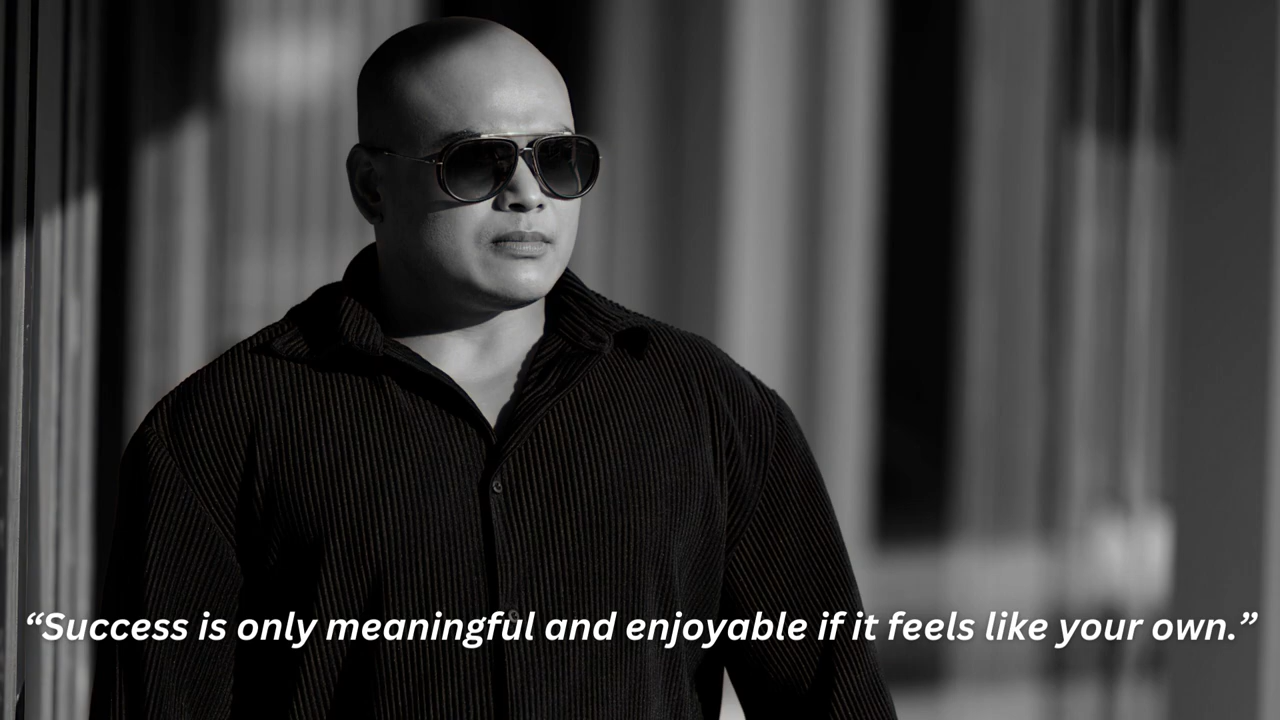 “Success is only meaningful and enjoyable if it feels like your own.”